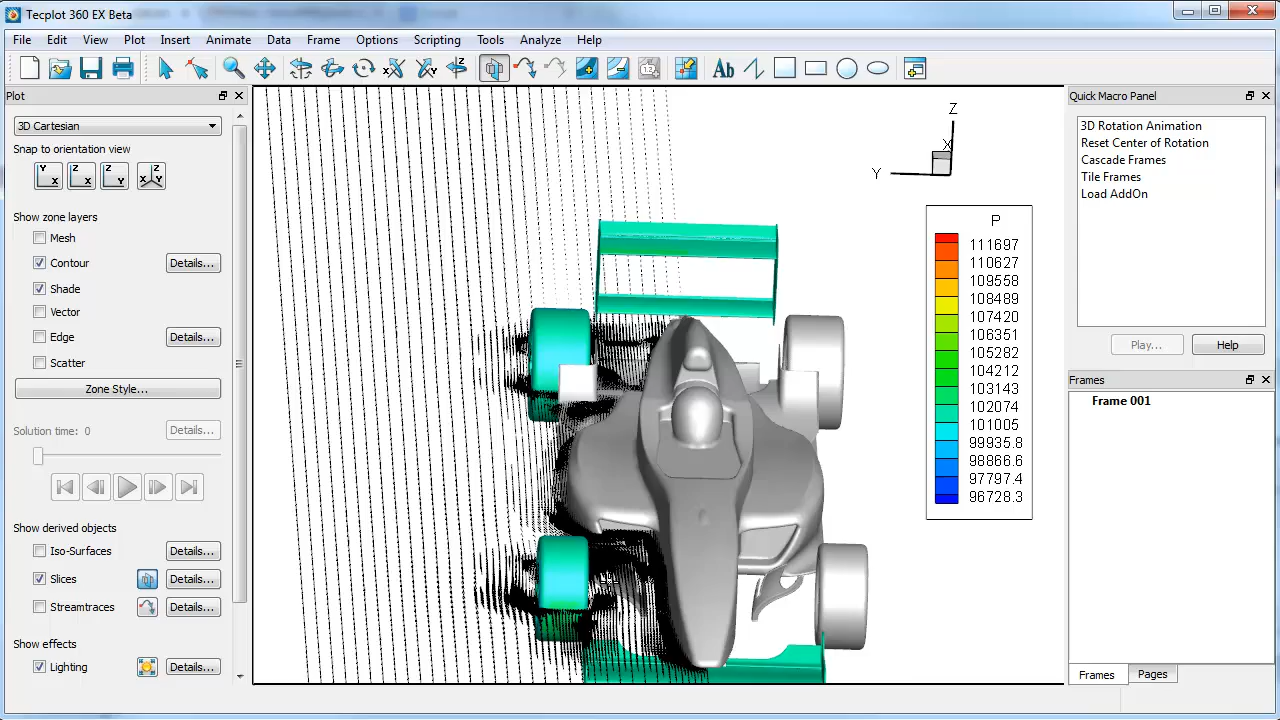 Tecplot 360 EX Beta
File Edit View Plot Insert Animate Data Frame Options Scripting Tools Analyze Help
Ab
Plot
3D Cartesian
Snap to orientation view
Y X
Z X
Z Y
Z X Y
Show zone layers
Mesh
Contour Details...
Shade
Vector
Edge Details...
Scatter
Zone Style...
Solution time: 0 Details...
Show derived objects
Iso-Surfaces Details...
Slices Details...
Streamtraces Details...
Show effects
Lighting Details...
Z
X
Y
P
111697
110627
109558
108489
107420
106351
105282
104212
103143
102074
101005
99935.8
98866.6
97797.4
96728.3
Quick Macro Panel
3D Rotation Animation
Reset Center of Rotation
Cascade Frames
Tile Frames
Load AddOn
Play... Help
Frames
Frame 001
Frames Pages